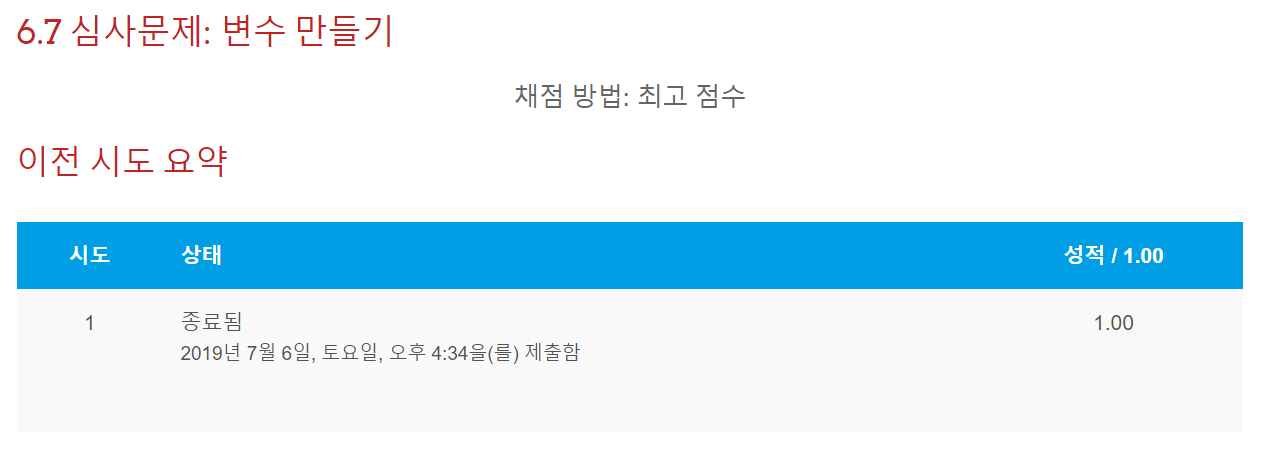 6.7 심사문제: 변수 만들기
채점 방법: 최고 점수
이전 시도 요약
시도 상태 성적 / 1.00
1 종료됨 1.00
2019년 7월 6일, 토요일, 오후 4:34을(를) 제출함